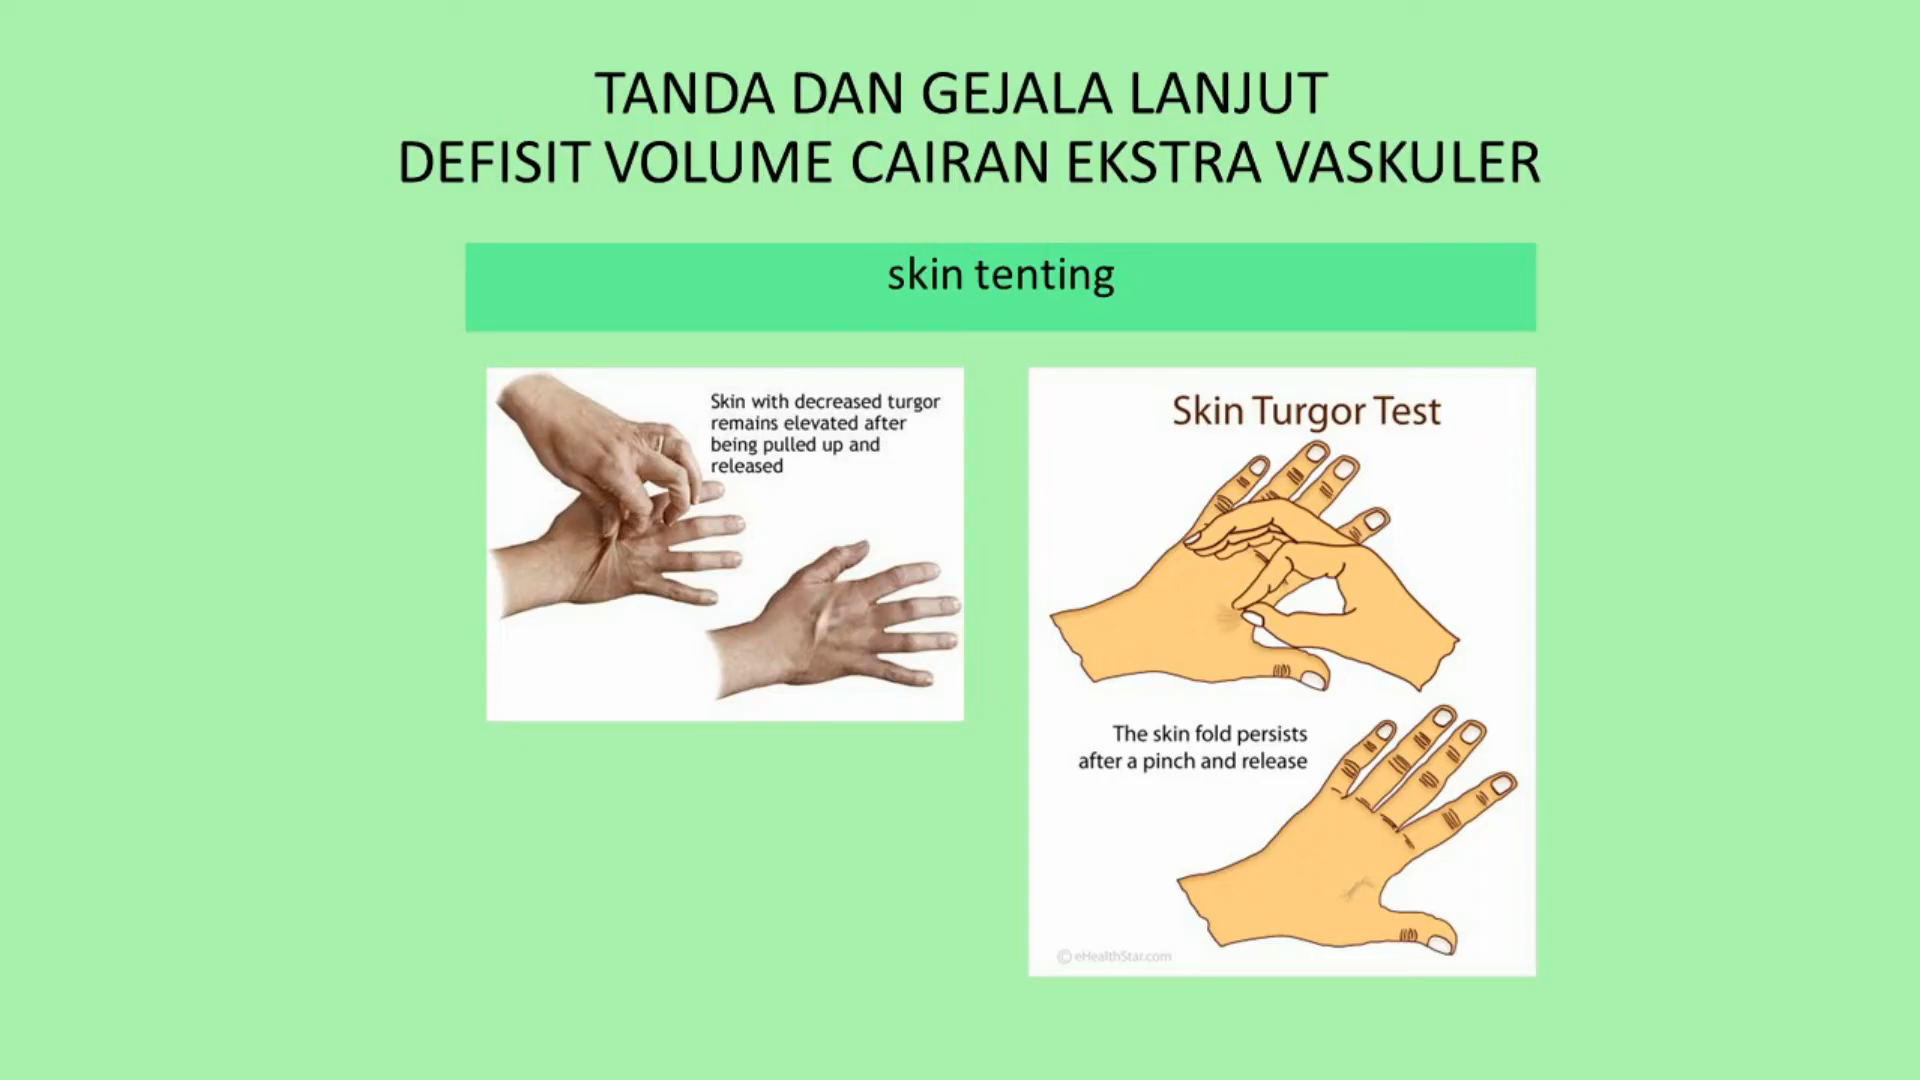 TANDA DAN GEJALA LANJUT
DEFISIT VOLUME CAIRAN EKSTRA VASKULER
skin tenting
Skin with decreased turgor
remains elevated after
being pulled up and
released
Skin Turgor Test
The skin fold persists
after a pinch and release
© eHealthStar.com